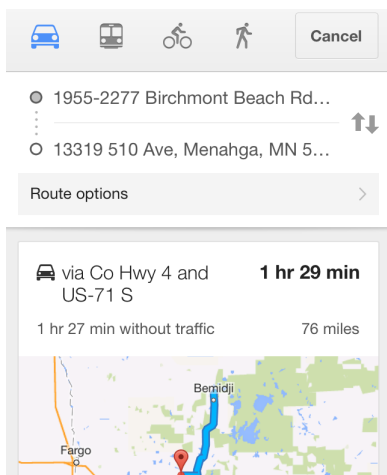 Cancel
1955-2277 Birchmont Beach Rd...
13319 510 Ave, Menahga, MN 5...
Route options
via Co Hwy 4 and
US-71 S
1 hr 29 min
1 hr 27 min without traffic
76 miles
Bemidji
Fargo